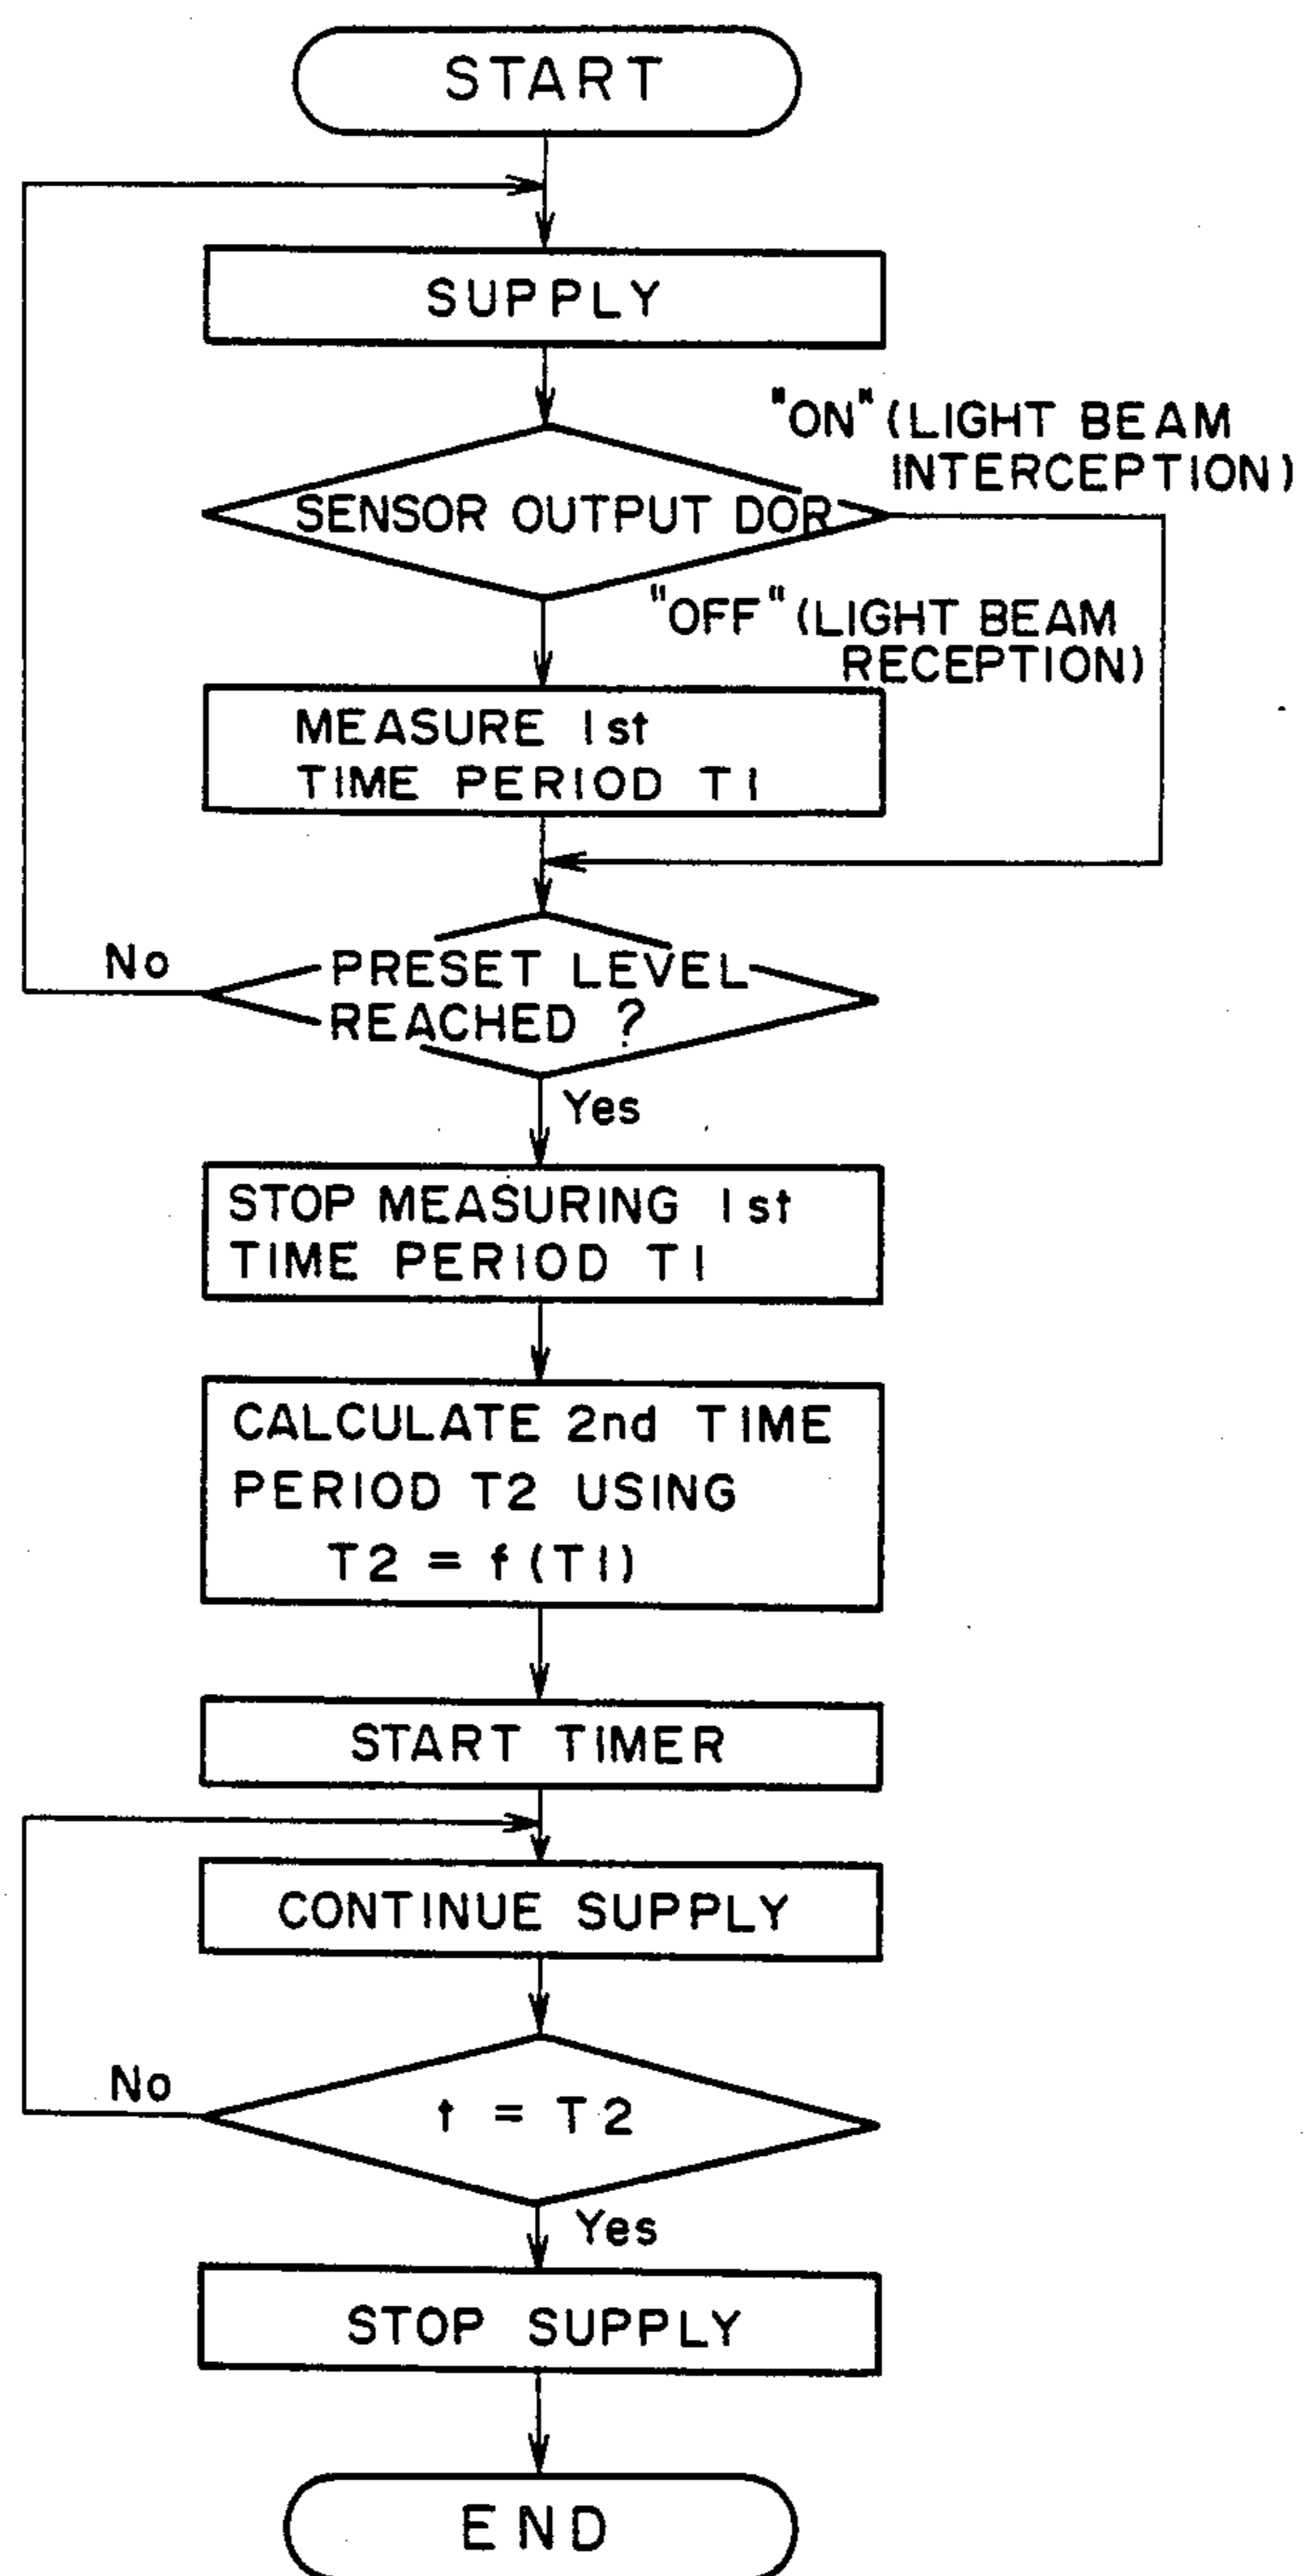 START
SUPPLY
"ON" (LIGHT BEAM
INTERCEPTION)
SENSOR OUTPUT DOR
"OFF" (LIGHT BEAM
RECEPTION)
MEASURE 1st
TIME PERIOD T1
No
PRESET LEVEL
REACHED ?
Yes
STOP MEASURING 1st
TIME PERIOD T1
CALCULATE 2nd TIME
PERIOD T2 USING
T2 = f(T1)
START TIMER
CONTINUE SUPPLY
No
t = T2
Yes
STOP SUPPLY
END